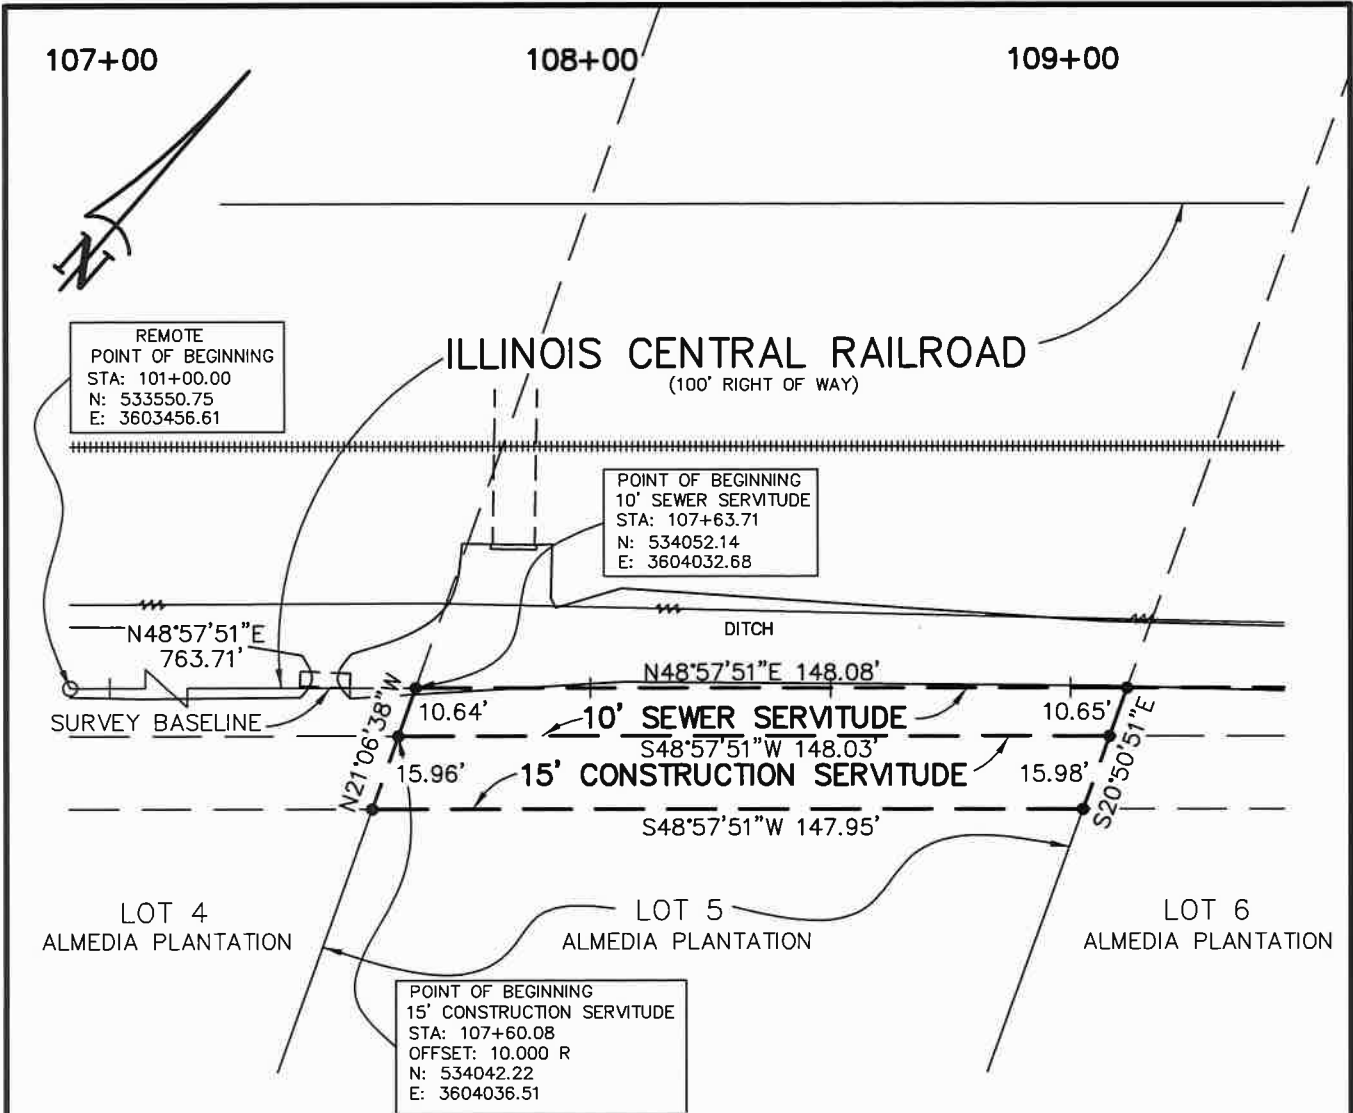 107+00
108+00
109+00
N
REMOTE
POINT OF BEGINNING
STA: 101+00.00
N: 533550.75
E: 3603456.61
ILLINOIS CENTRAL RAILROAD
(100' RIGHT OF WAY)
POINT OF BEGINNING
10' SEWER SERVITUDE
STA: 107+63.71
N: 534052.14
E: 3604032.68
DITCH
N48°57'51"E
763.71'
N48°57'51"E 148.08'
SURVEY BASELINE
N21°06'38"W
10.64'
10' SEWER SERVITUDE
10.65'
S48°57'51"W 148.03'
15.96'
15' CONSTRUCTION SERVITUDE
15.98'
S20°50'51"E
S48°57'51"W 147.95'
LOT 4
ALMEDIA PLANTATION
LOT 5
ALMEDIA PLANTATION
LOT 6
ALMEDIA PLANTATION
POINT OF BEGINNING
15' CONSTRUCTION SERVITUDE
STA: 107+60.08
OFFSET: 10.000 R
N: 534042.22
E: 3604036.51